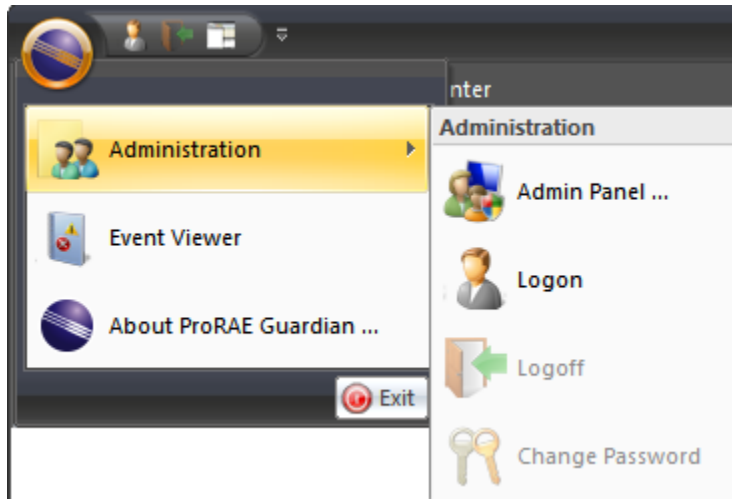 nter
Administration
Event Viewer
About ProRAE Guardian ...
Exit
Administration
Admin Panel ...
Logon
Logoff
Change Password